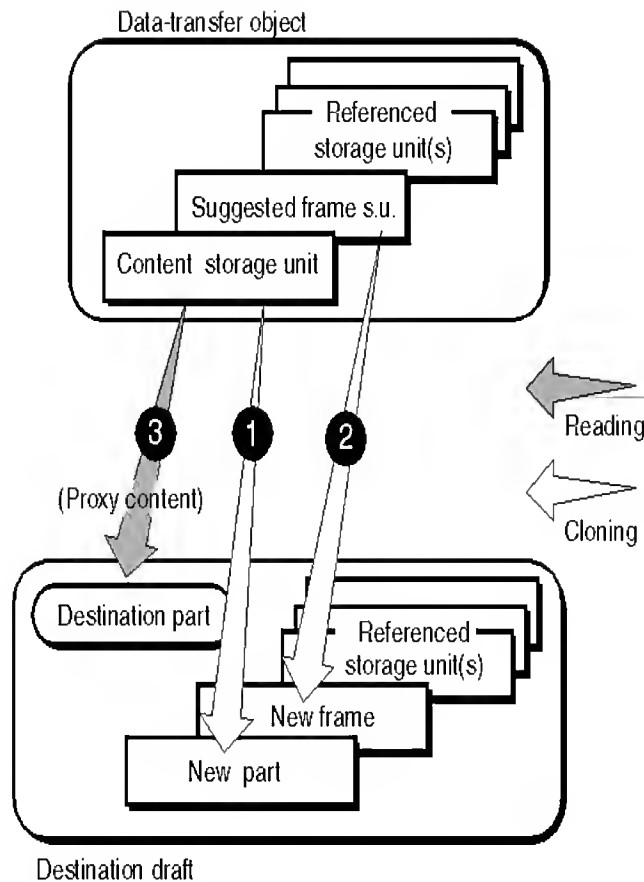 Data-transfer object
Referenced
storage unit(s)
Suggested frame s.u.
Content storage unit
3
1
2
Reading
(Proxy content)
Cloning
Destination part
Referenced
storage unit(s)
New frame
New part
Destination draft